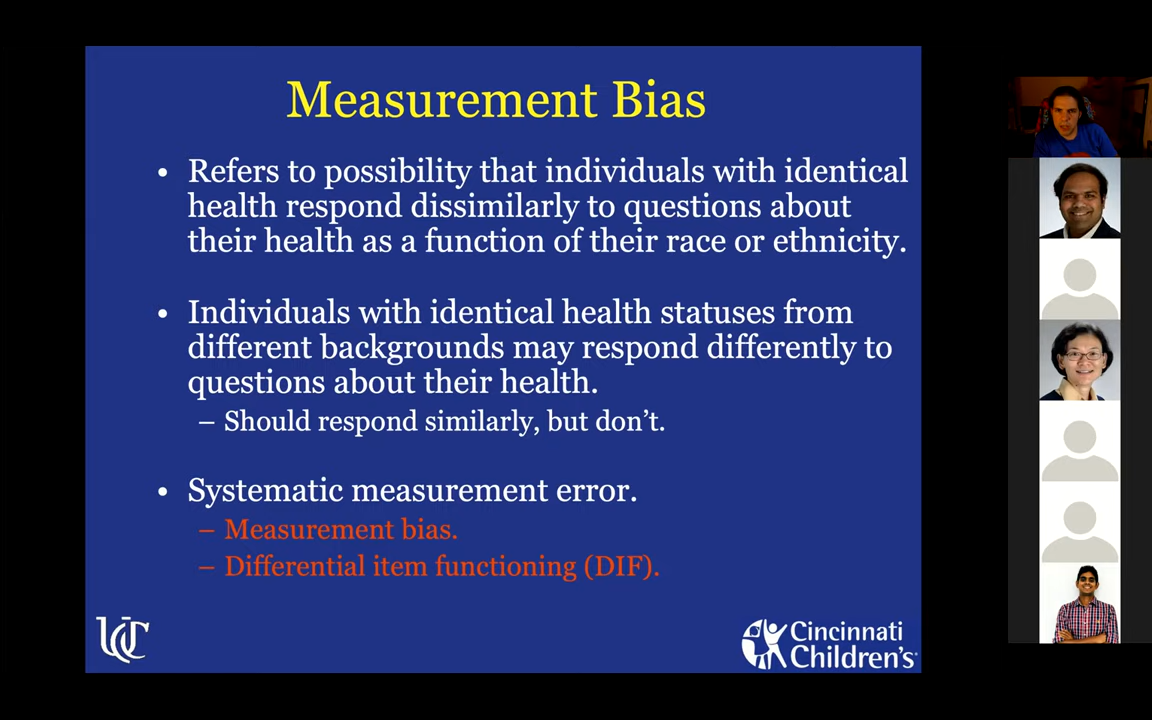 Measurement Bias
• Refers to possibility that individuals with identical
health respond dissimilarly to questions about
their health as a function of their race or ethnicity.
• Individuals with identical health statuses from
different backgrounds may respond differently to
questions about their health.
– Should respond similarly, but don't.
• Systematic measurement error.
– Measurement bias.
– Differential item functioning (DIF).
UC
Cincinnati
Children's